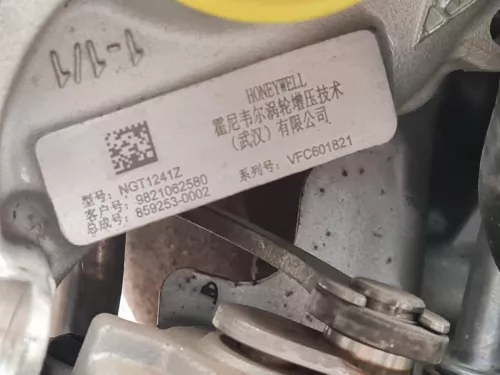 1-1/1
HONEYWELL
霍尼韦尔涡轮增压技术
（武汉）有限公司
型号： NGT1241Z
客户号： 9821062580
总成号： 859253-0002
系列号： VFC601821